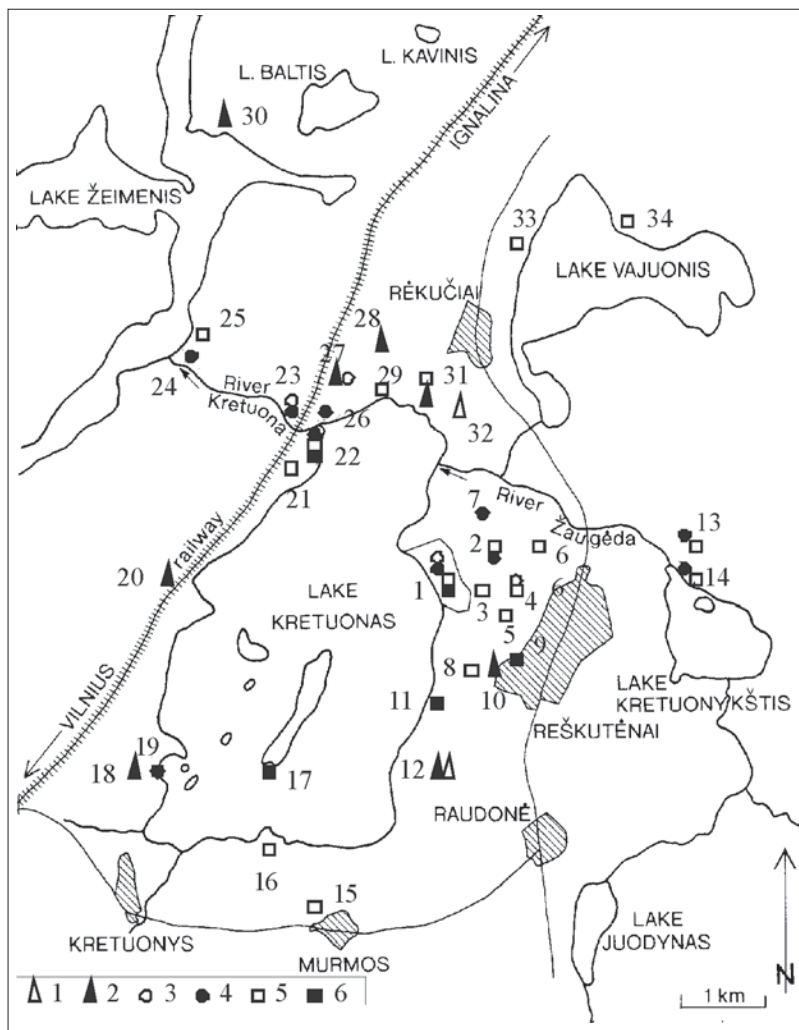 L. KAVINIS
L. BALTIS
IGNALINA
30
LAKE ŽEIMENIS
33
34
LAKE VAJUONIS
RĖKUČIAI
28
25
27
23
29
31
24
River
Kretuona
26
32
22
21
River
Žaugėda
7
13
2
6
railway
20
1
3
4
6
14
LAKE
KRETUONAS
5
9
8
10
LAKE
KRETUONYKŠTIS
11
REŠKUTĖNAI
VILNIUS
19
18
17
12
RAUDONĖ
16
15
LAKE
JUODYNAS
KRETUONYS
MURMOS
N
1 2 3 4 5 6
1 km